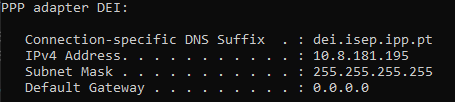 PPP adapter DEI:
Connection-specific DNS Suffix  . : dei.isep.ipp.pt
IPv4 Address. . . . . . . . . . . : 10.8.181.195
Subnet Mask . . . . . . . . . . . : 255.255.255.255
Default Gateway . . . . . . . . . : 0.0.0.0